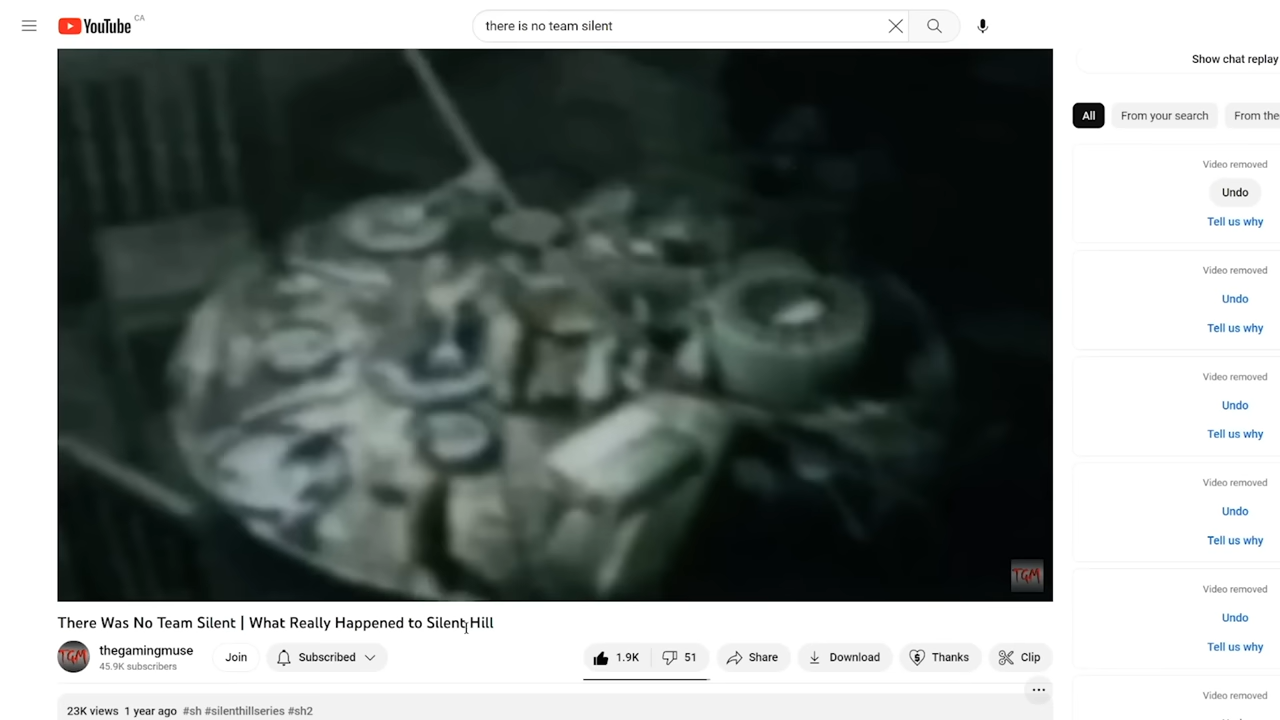 YouTube CA
there is no team silent
Show chat replay
All
From your search
From the
Video removed
Undo
Tell us why
Video removed
Undo
Tell us why
Video removed
Undo
Tell us why
Video removed
Undo
Tell us why
Video removed
Undo
Tell us why
Video removed
TGM
There Was No Team Silent | What Really Happened to Silent Hill
TGM
thegamingmuse
45.9K subscribers
Join
Subscribed
1.9K
51
Share
Download
Thanks
Clip
23K views 1 year ago #sh #silenthillseries #sh2